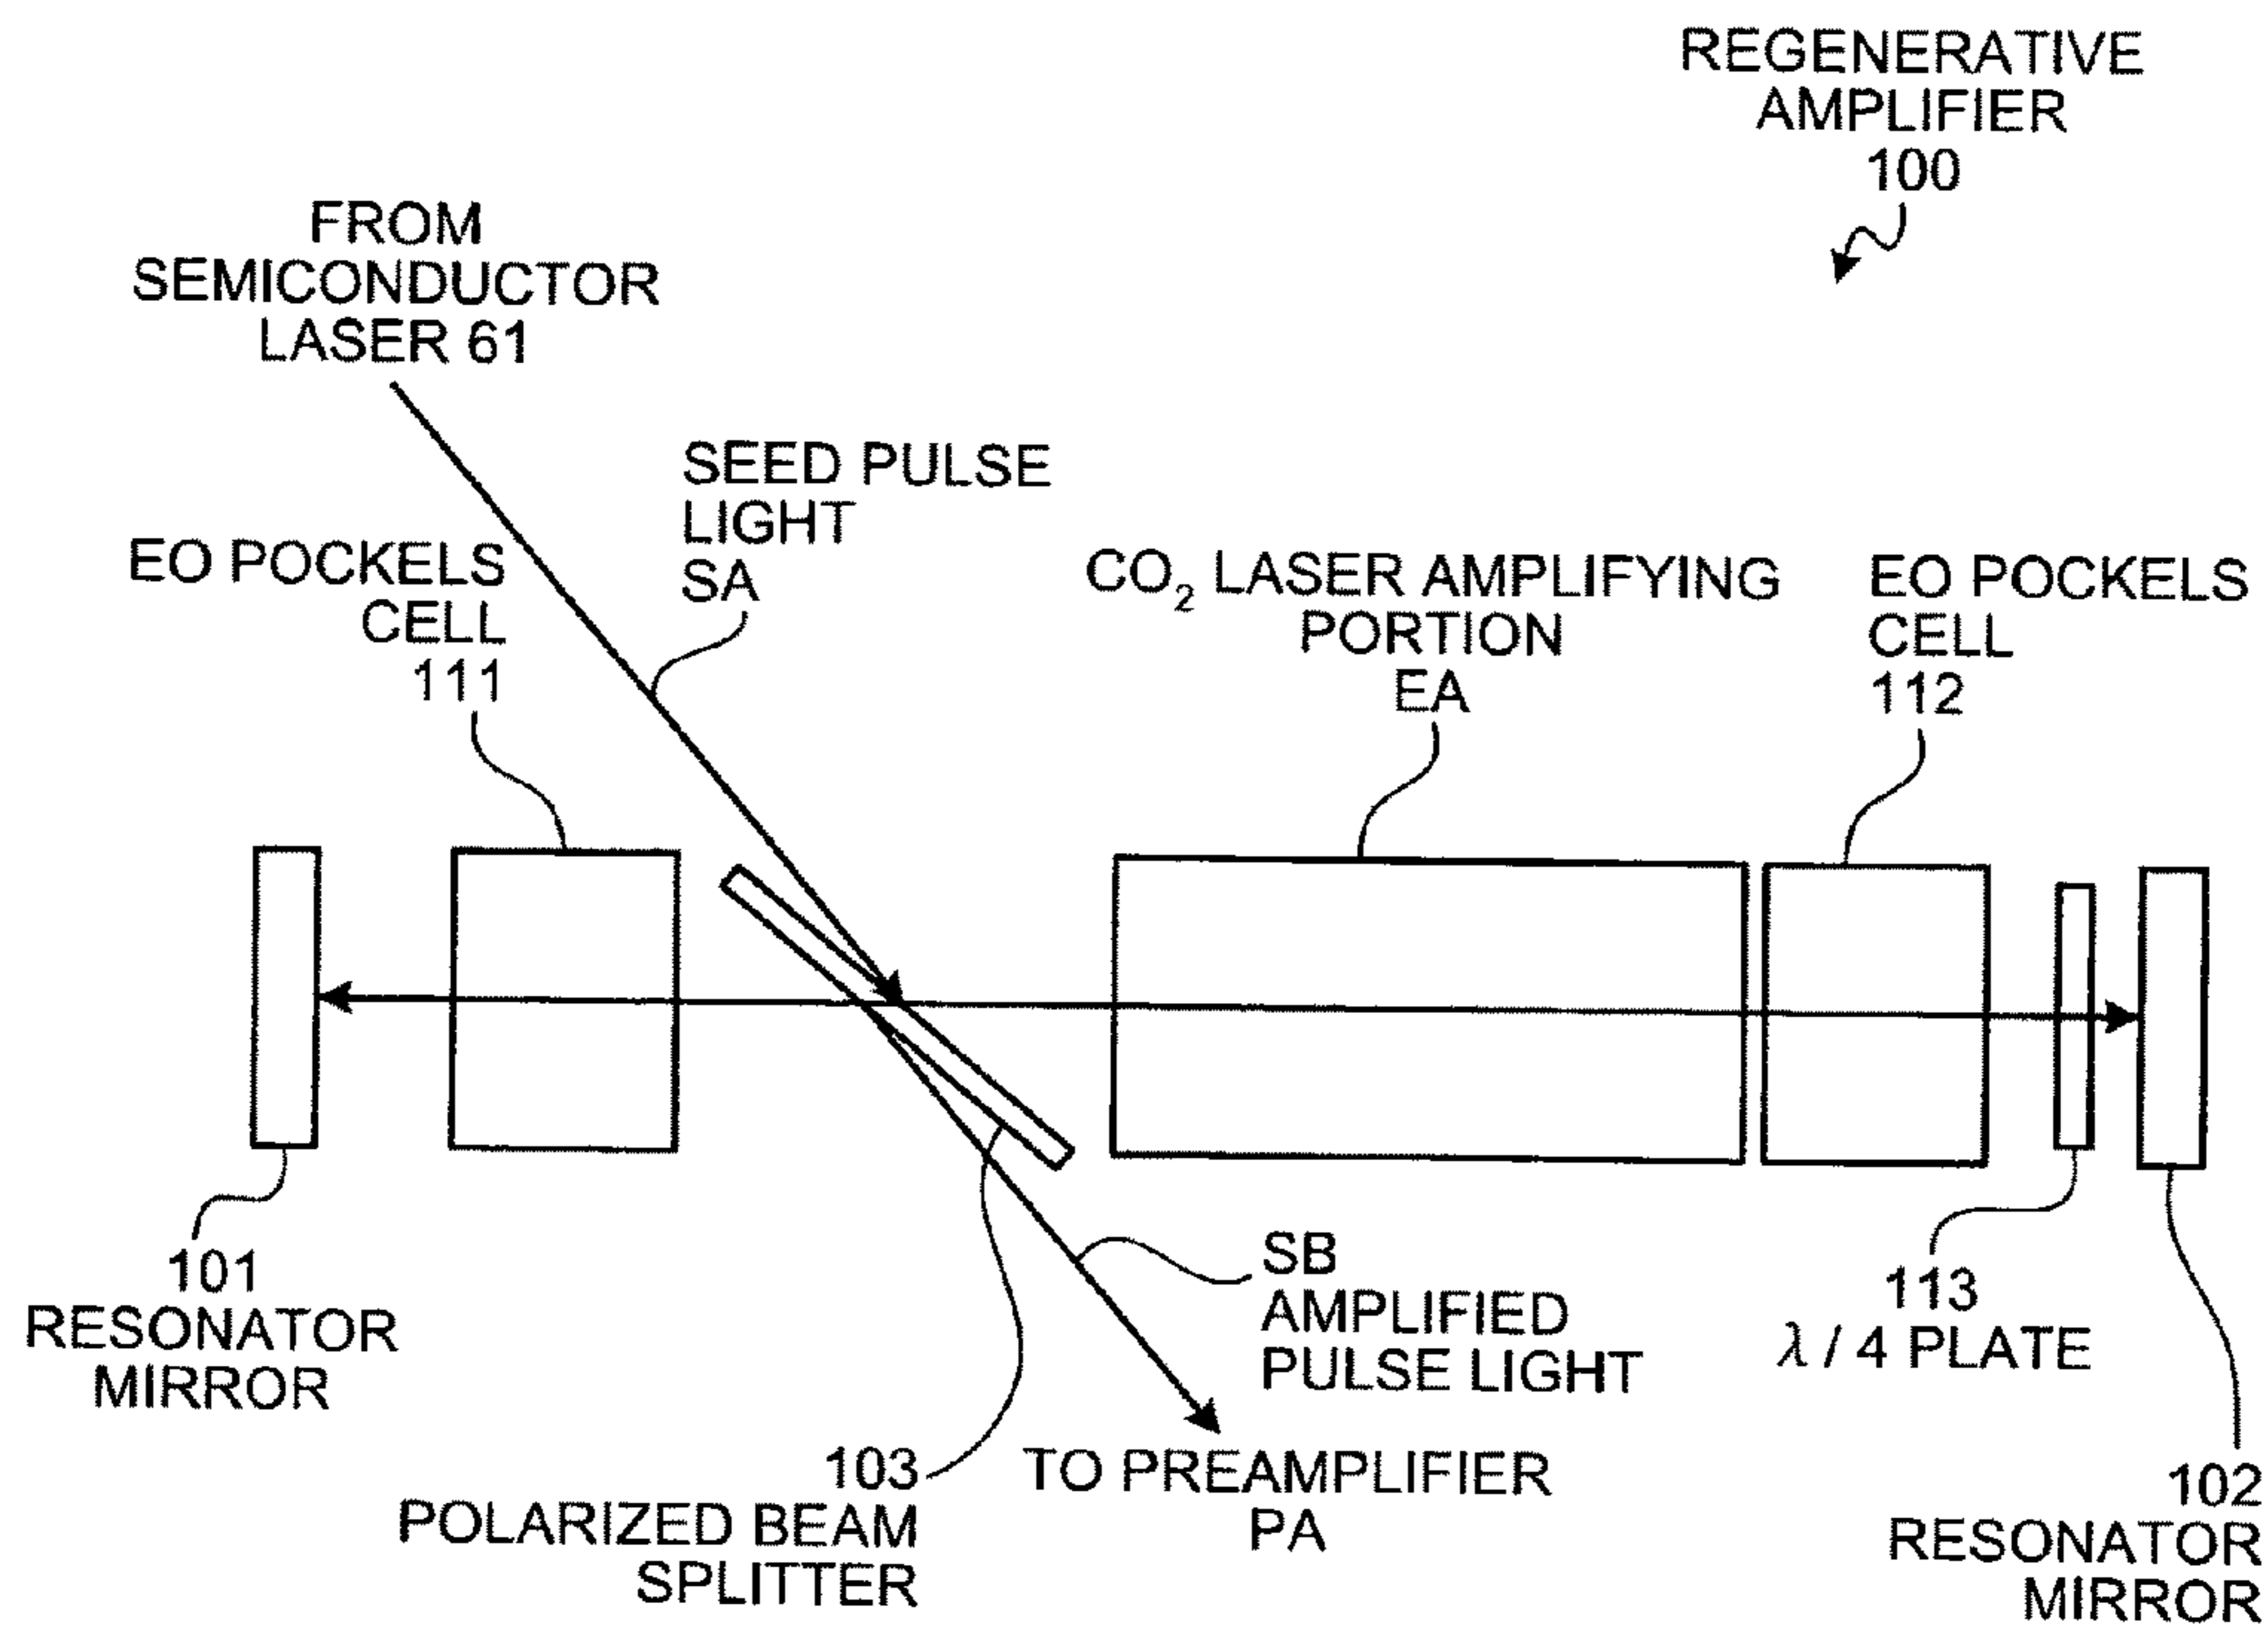 REGENERATIVE
AMPLIFIER
100
FROM
SEMICONDUCTOR
LASER 61
SEED PULSE
LIGHT
SA
EO POCKELS
CELL
111
CO₂ LASER AMPLIFYING
PORTION
EA
EO POCKELS
CELL
112
101
RESONATOR
MIRROR
SB
AMPLIFIED
PULSE LIGHT
113
λ / 4 PLATE
103
POLARIZED BEAM
SPLITTER
TO PREAMPLIFIER
PA
102
RESONATOR
MIRROR